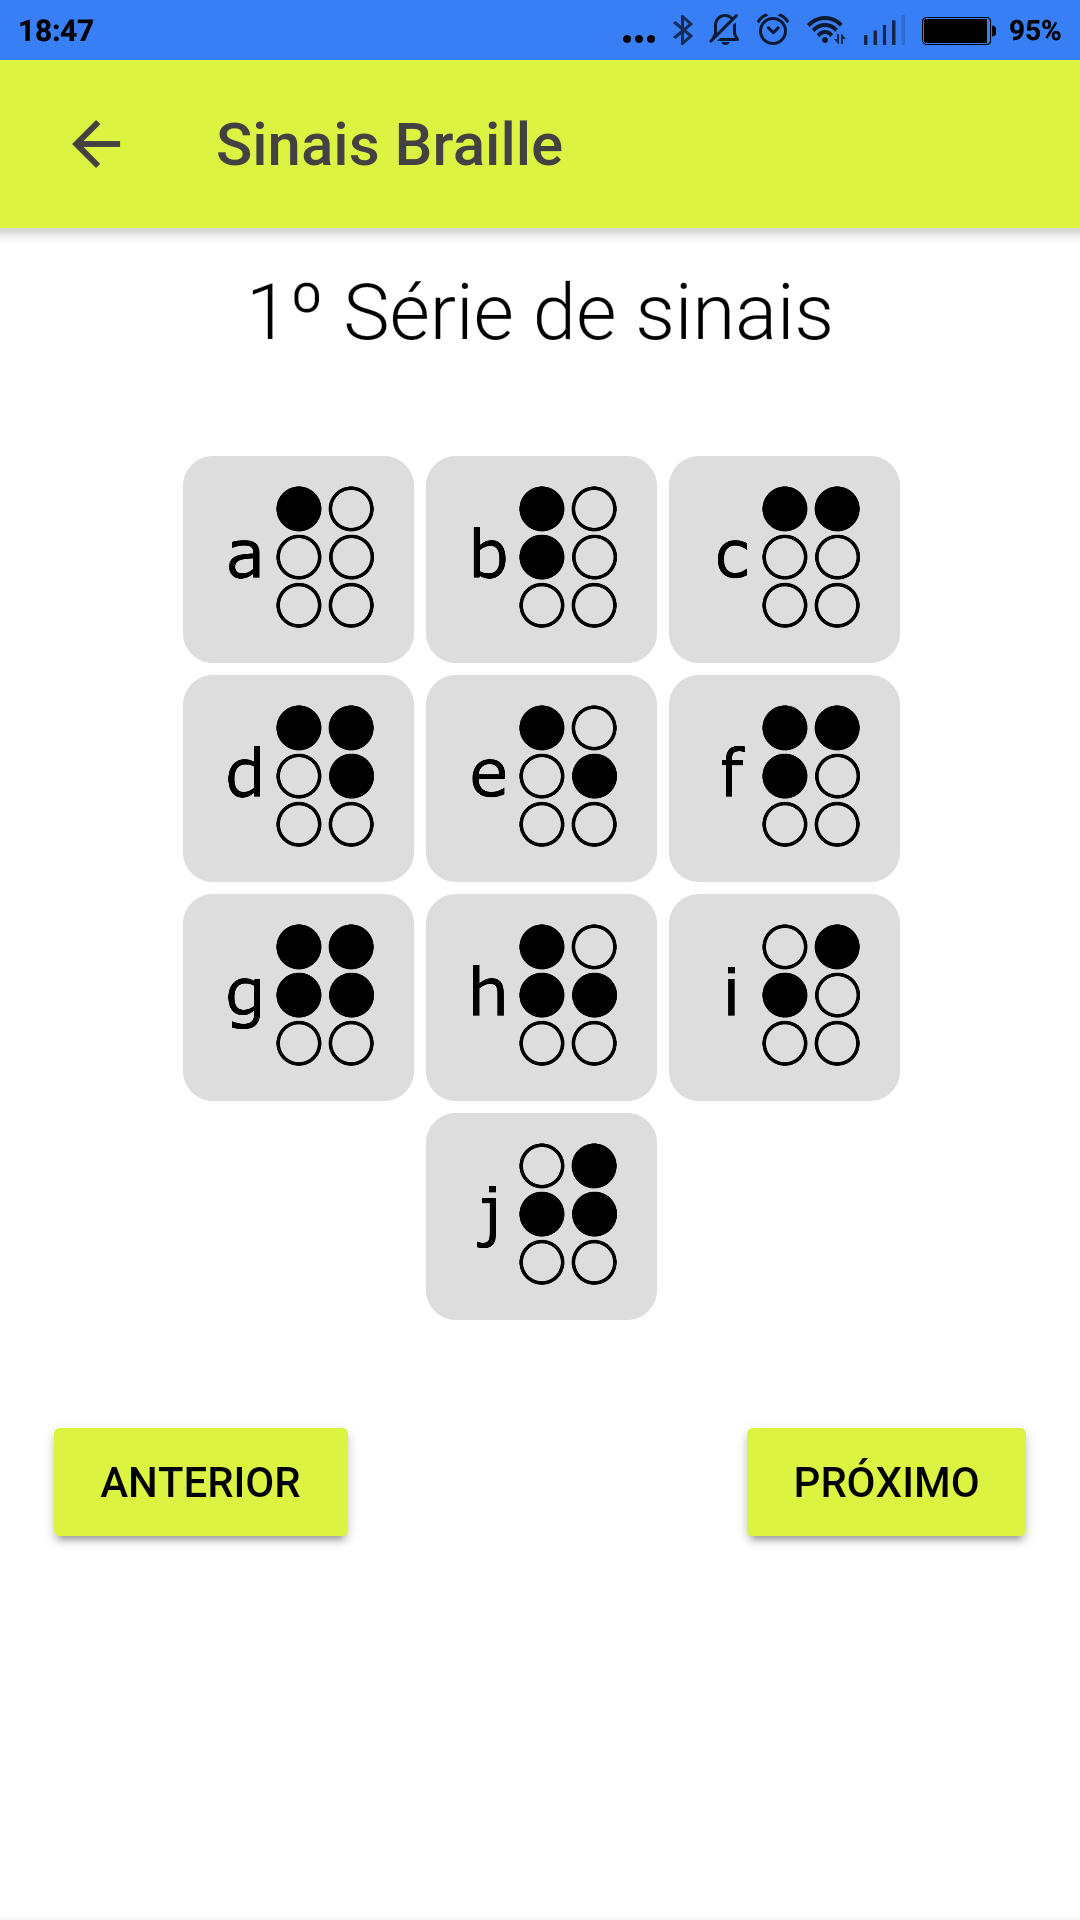 18:47 95%
Sinais Braille
1º Série de sinais
a b c
d e f
g h i
j
ANTERIOR PRÓXIMO